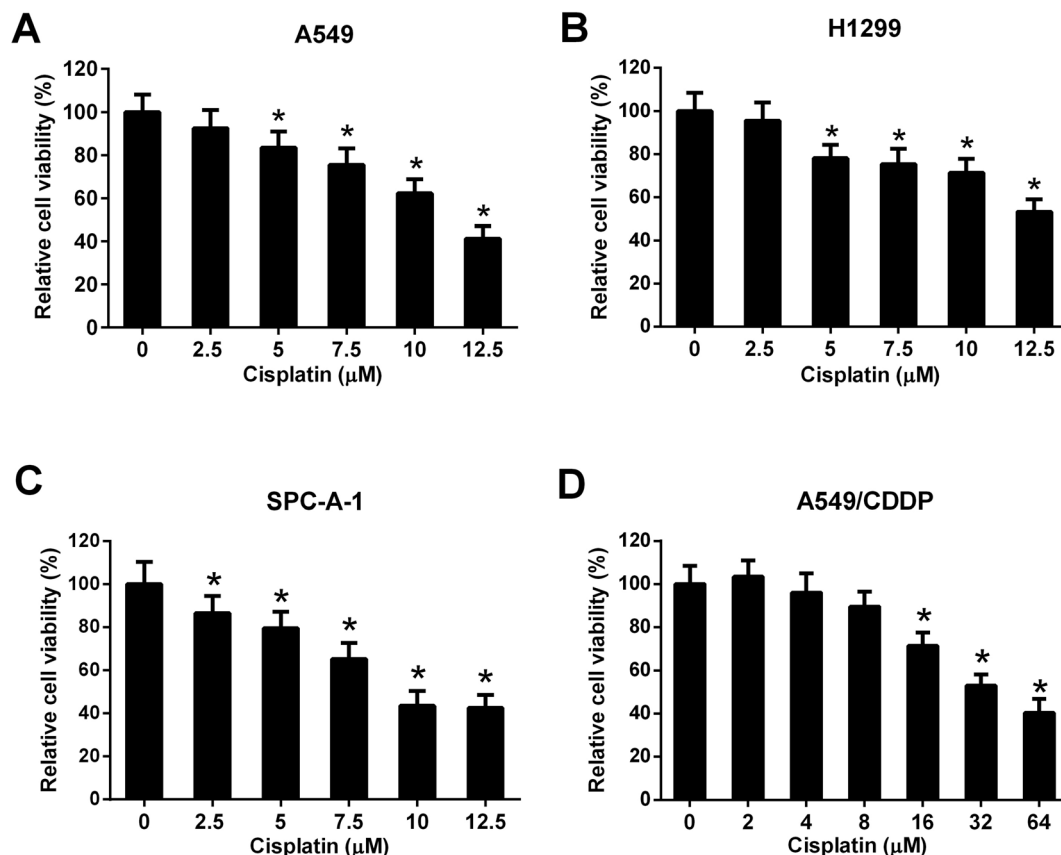 A
A549
Relative cell viability (%)
120
100
80
60
40
20
0
* * * *
0 2.5 5 7.5 10 12.5
Cisplatin (μM)
B
H1299
Relative cell viability (%)
120
100
80
60
40
20
0
* * * *
0 2.5 5 7.5 10 12.5
Cisplatin (μM)
C
SPC-A-1
Relative cell viability (%)
120
100
80
60
40
20
0
* * * * *
0 2.5 5 7.5 10 12.5
Cisplatin (μM)
D
A549/CDDP
Relative cell viability (%)
120
100
80
60
40
20
0
* * *
0 2 4 8 16 32 64
Cisplatin (μM)